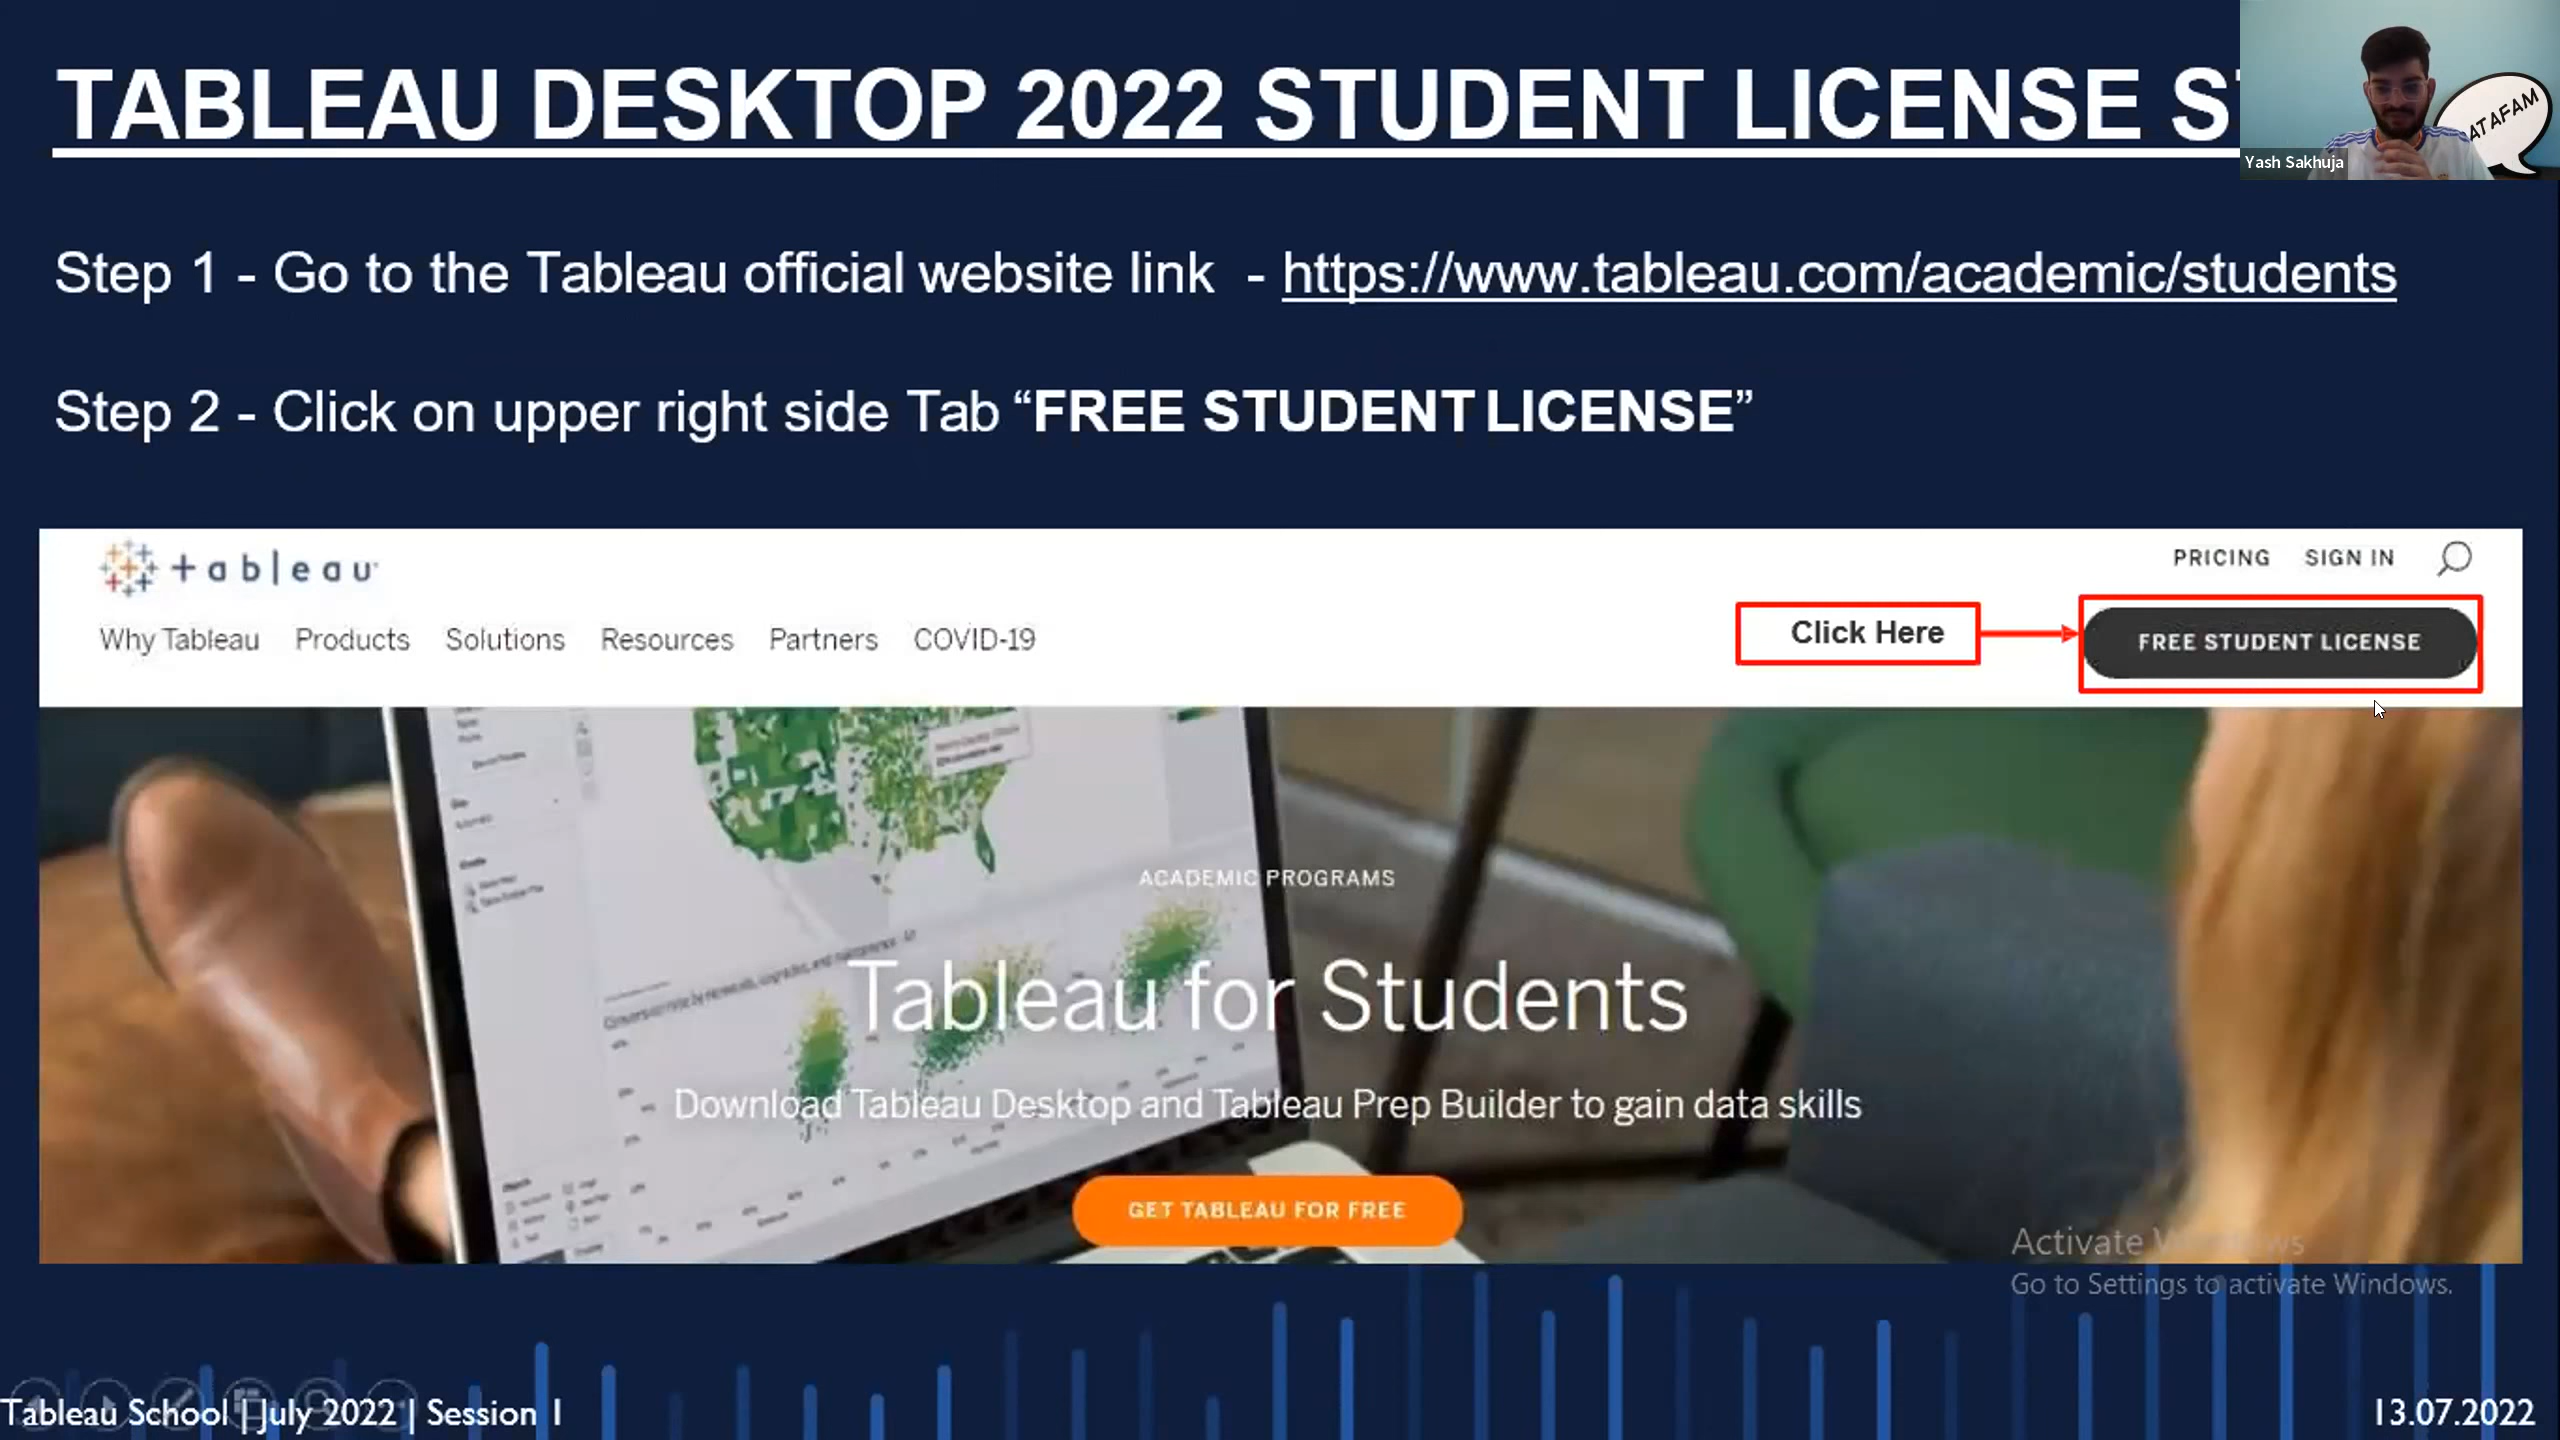 TABLEAU DESKTOP 2022 STUDENT LICENSE
Yash Sakhuja
ATAFAM
Step 1 - Go to the Tableau official website link - https://www.tableau.com/academic/students
Step 2 - Click on upper right side Tab “FREE STUDENT LICENSE”
+ableau
PRICING SIGN IN
Why Tableau Products Solutions Resources Partners COVID-19
Click Here
FREE STUDENT LICENSE
ACADEMIC PROGRAMS
Tableau for Students
Download Tableau Desktop and Tableau Prep Builder to gain data skills
GET TABLEAU FOR FREE
Activate Windows
Go to Settings to activate Windows.
Tableau School | July 2022 | Session 1
13.07.2022